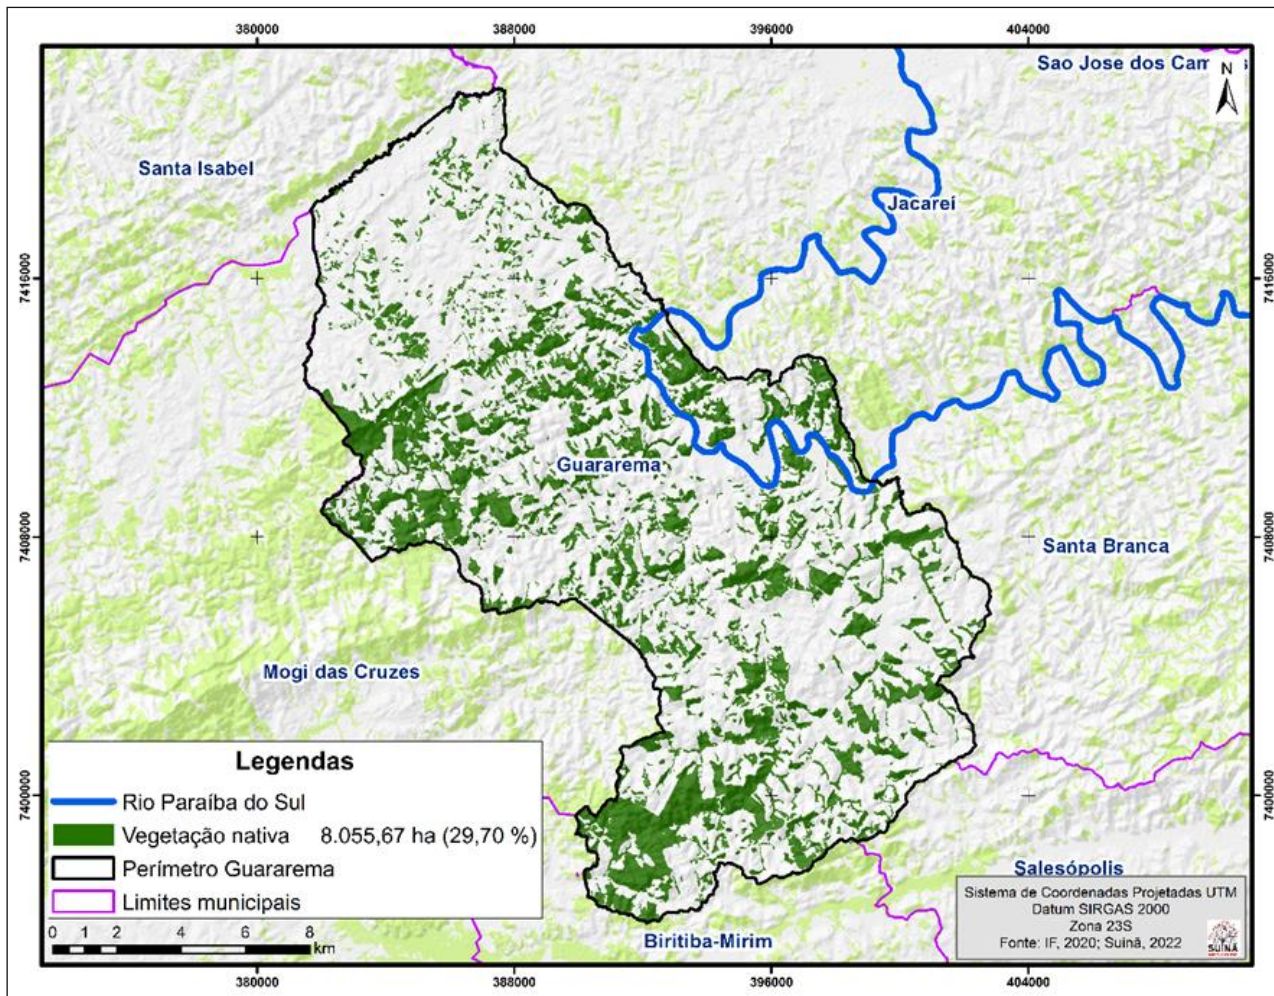 380000
388000
396000
404000
Sao Jose dos Cam s
N
Santa Isabel
Jacareí
7416000
7416000
Guararema
7408000
7408000
Santa Branca
Mogi das Cruzes
Legendas
Rio Paraíba do Sul
Vegetação nativa 8.055,67 ha (29,70 %)
Perímetro Guararema
Limites municipais
0 1 2 4 6 8
km
7400000
7400000
Salesópolis
Sistema de Coordenadas Projetadas UTM
Datum SIRGAS 2000
Zona 23S
Fonte: IF, 2020; Suinã, 2022
SUINÃ
Biritiba-Mirim
380000
388000
396000
404000